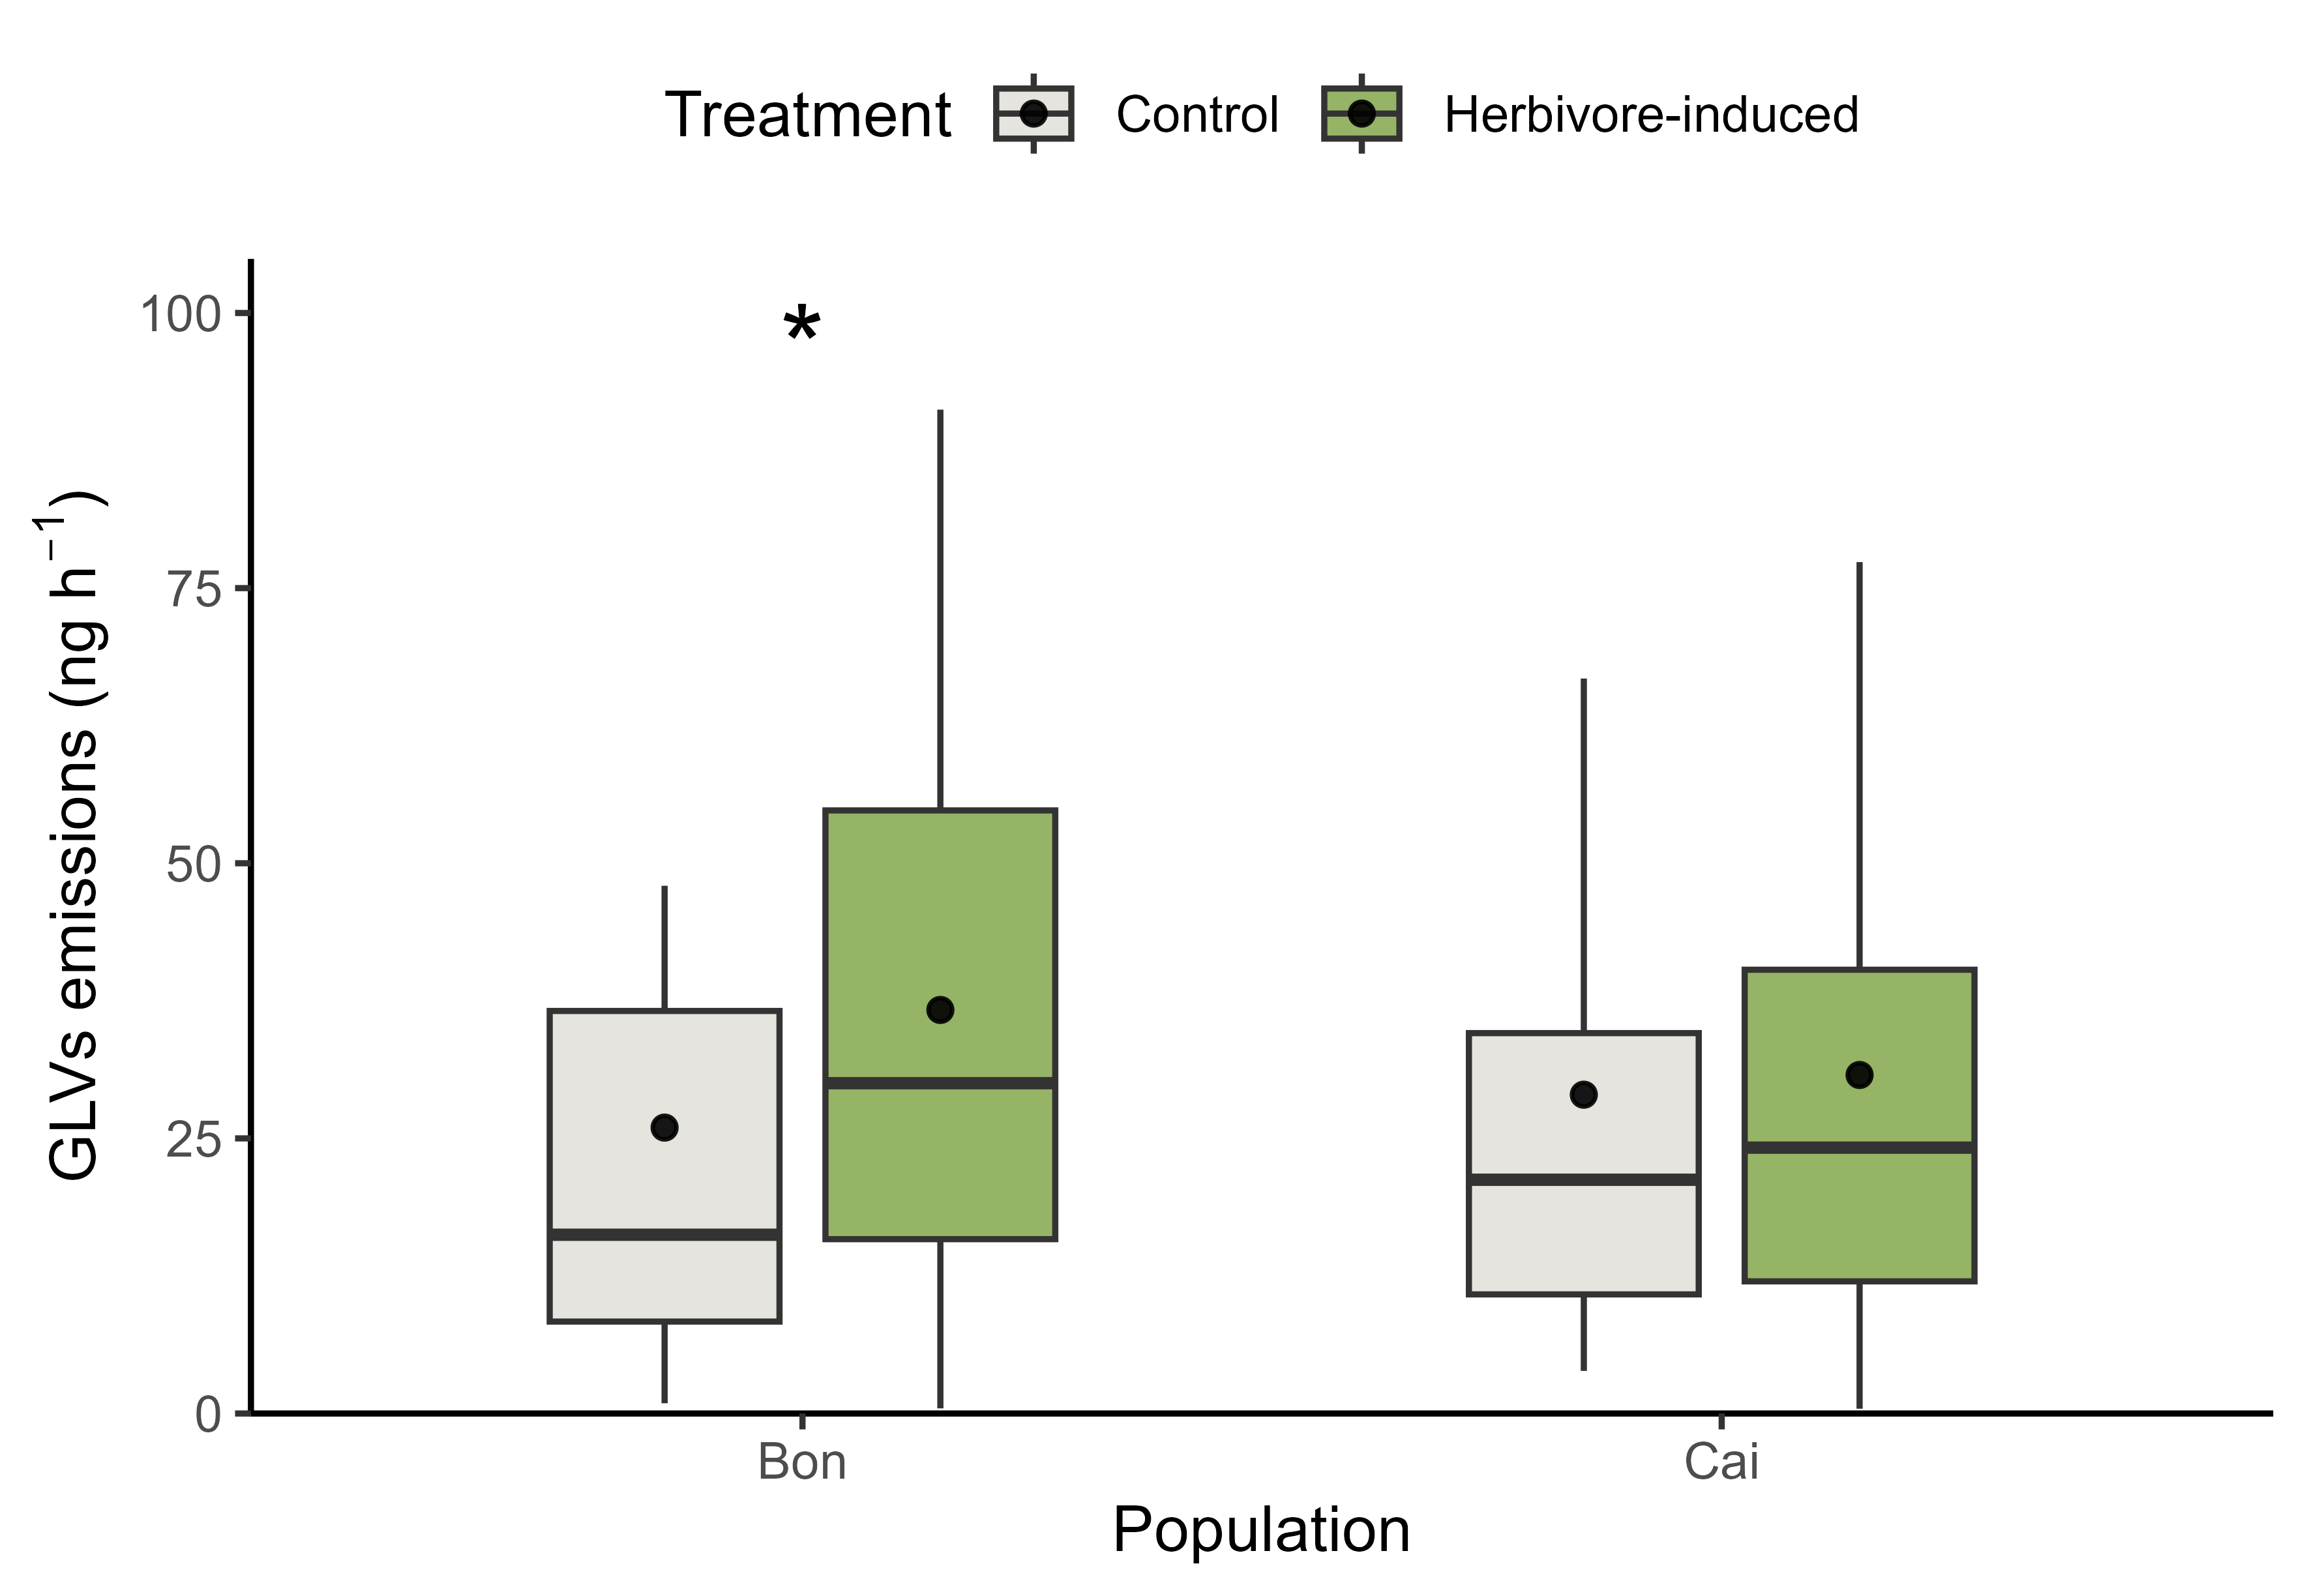 Treatment Control Herbivore-induced
GLVs emissions (ng h⁻¹)
100
*
75
50
25
0
Bon Cai
Population